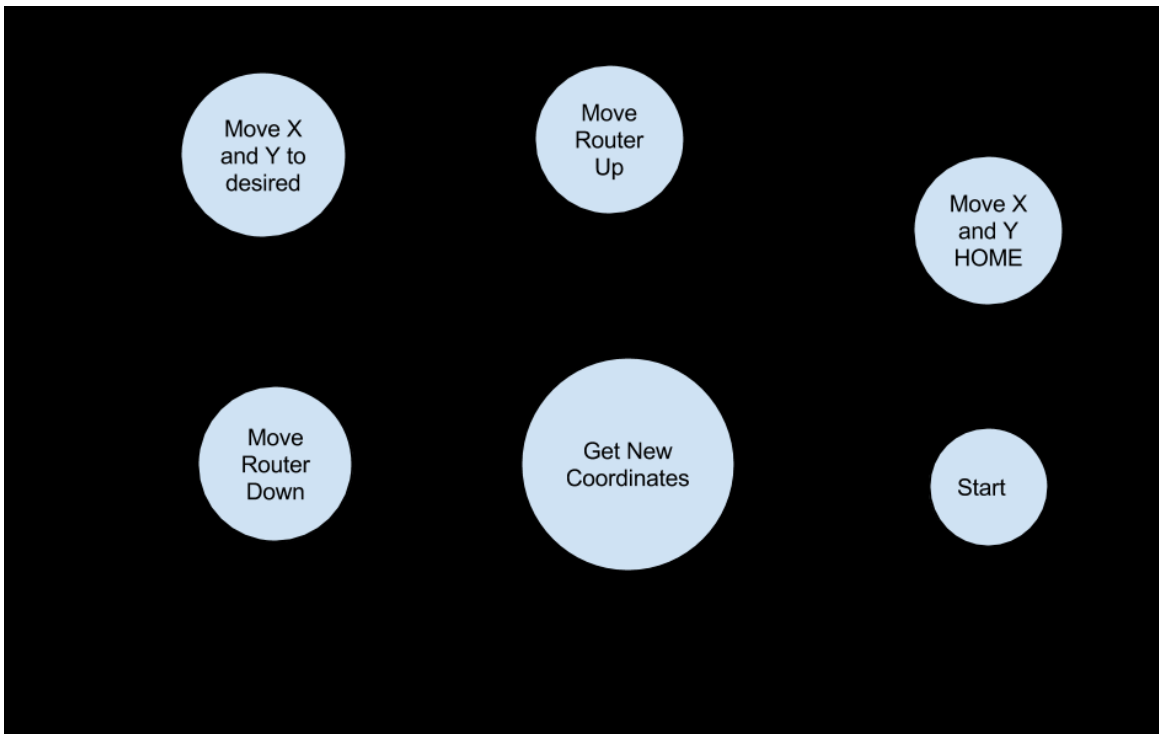 Move X
and Y to
desired
Move
Router
Up
Move X
and Y
HOME
Move
Router
Down
Get New
Coordinates
Start